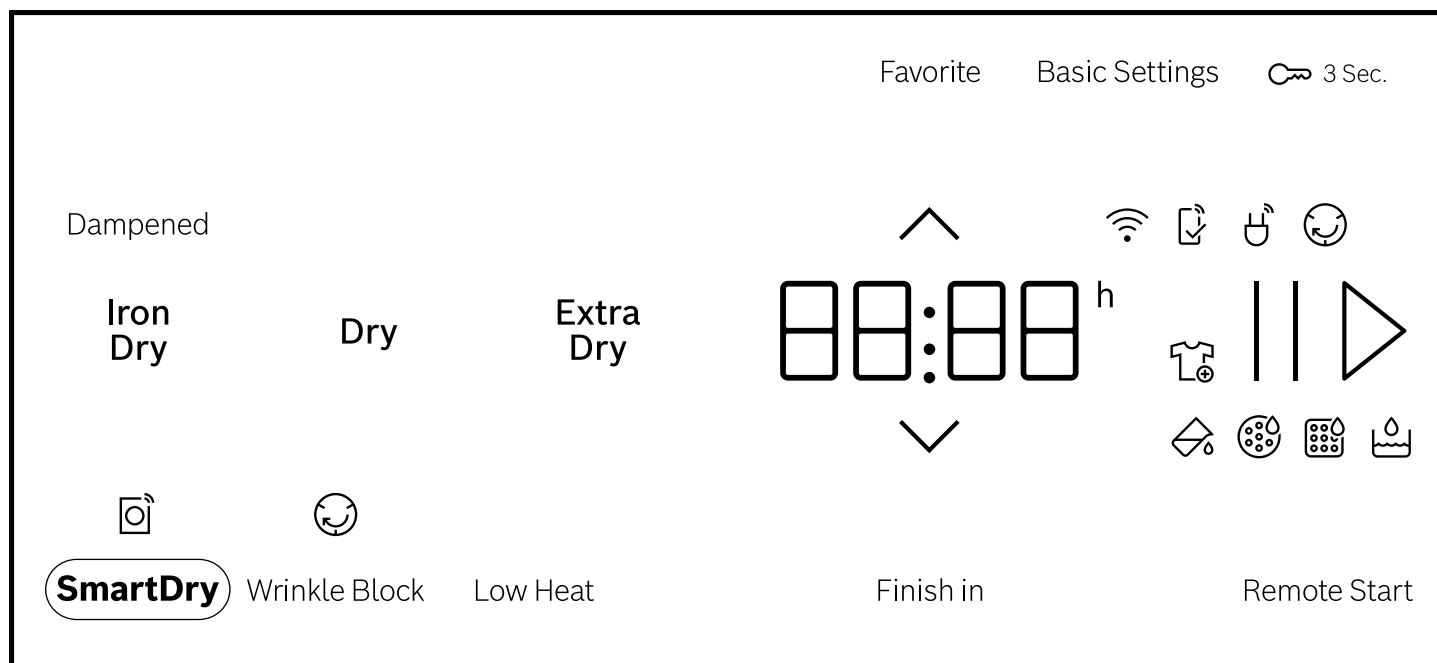 Favorite Basic Settings 3 Sec.
Dampened
Iron
Dry
Dry
Extra
Dry
88:88 h
SmartDry Wrinkle Block Low Heat Finish in Remote Start